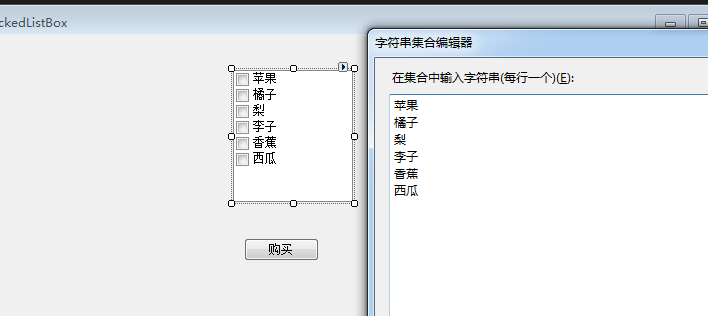 ckedListBox
苹果
橘子
梨
李子
香蕉
西瓜
购买
字符串集合编辑器
在集合中输入字符串(每行一个)(E):
苹果
橘子
梨
李子
香蕉
西瓜